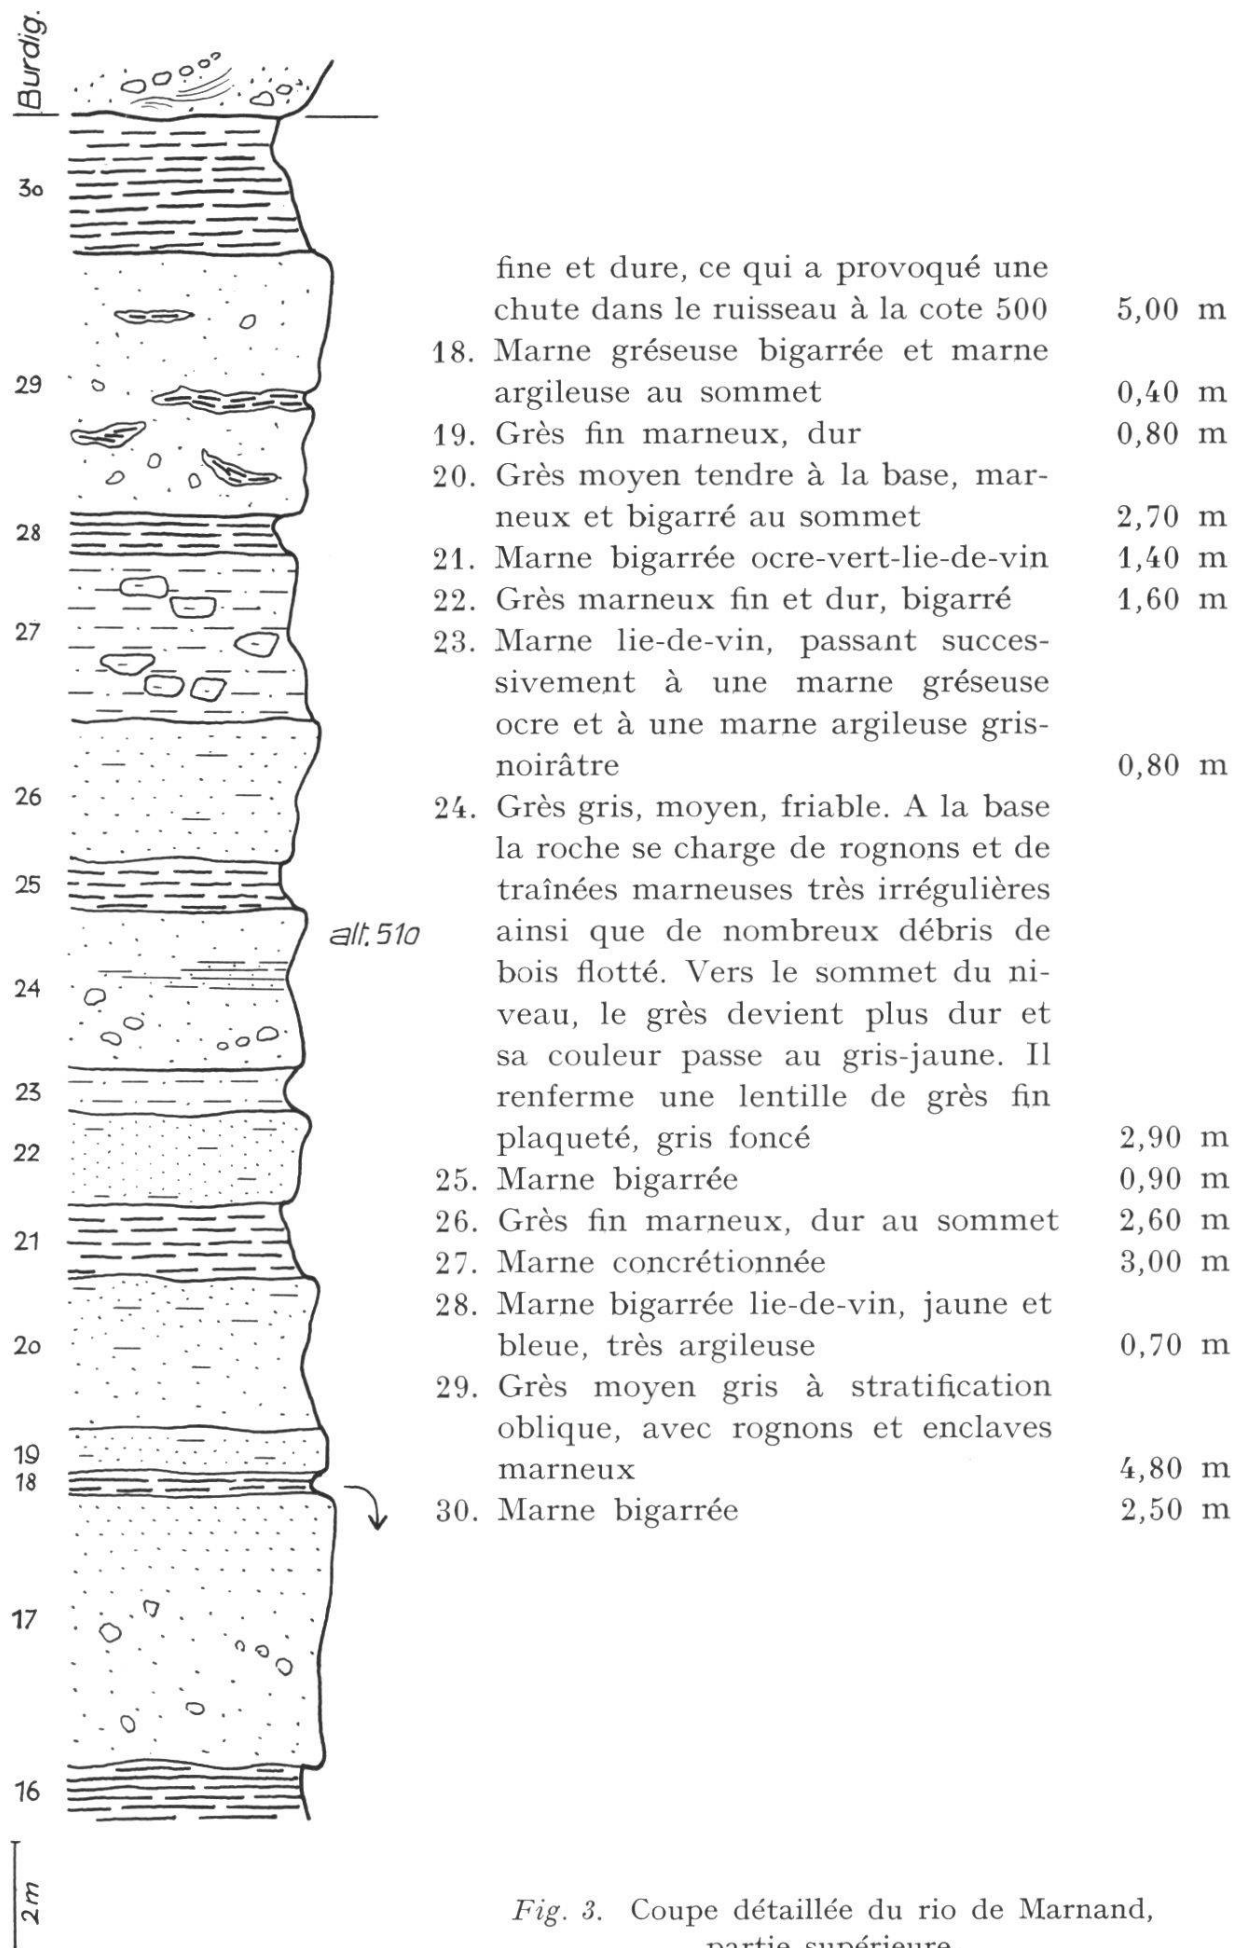 Burdig.
30
29
28
27
26
25
alt. 510
24
23
22
21
20
19
18
17
16
2m
fine et dure, ce qui a provoqué une
chute dans le ruisseau à la cote 500 5,00 m
18. Marne gréseuse bigarrée et marne
argileuse au sommet 0,40 m
19. Grès fin marneux, dur 0,80 m
20. Grès moyen tendre à la base, mar-
neux et bigarré au sommet 2,70 m
21. Marne bigarrée ocre-vert-lie-de-vin 1,40 m
22. Grès marneux fin et dur, bigarré 1,60 m
23. Marne lie-de-vin, passant succes-
sivement à une marne gréseuse
ocre et à une marne argileuse gris-
noirâtre 0,80 m
24. Grès gris, moyen, friable. A la base
la roche se charge de rognons et de
traînées marneuses très irrégulières
ainsi que de nombreux débris de
bois flotté. Vers le sommet du ni-
veau, le grès devient plus dur et
sa couleur passe au gris-jaune. Il
renferme une lentille de grès fin
plaqueté, gris foncé 2,90 m
25. Marne bigarrée 0,90 m
26. Grès fin marneux, dur au sommet 2,60 m
27. Marne concrétionnée 3,00 m
28. Marne bigarrée lie-de-vin, jaune et
bleue, très argileuse 0,70 m
29. Grès moyen gris à stratification
oblique, avec rognons et enclaves
marneux 4,80 m
30. Marne bigarrée 2,50 m
Fig. 3. Coupe détaillée du rio de Marnand,
partie supérieure